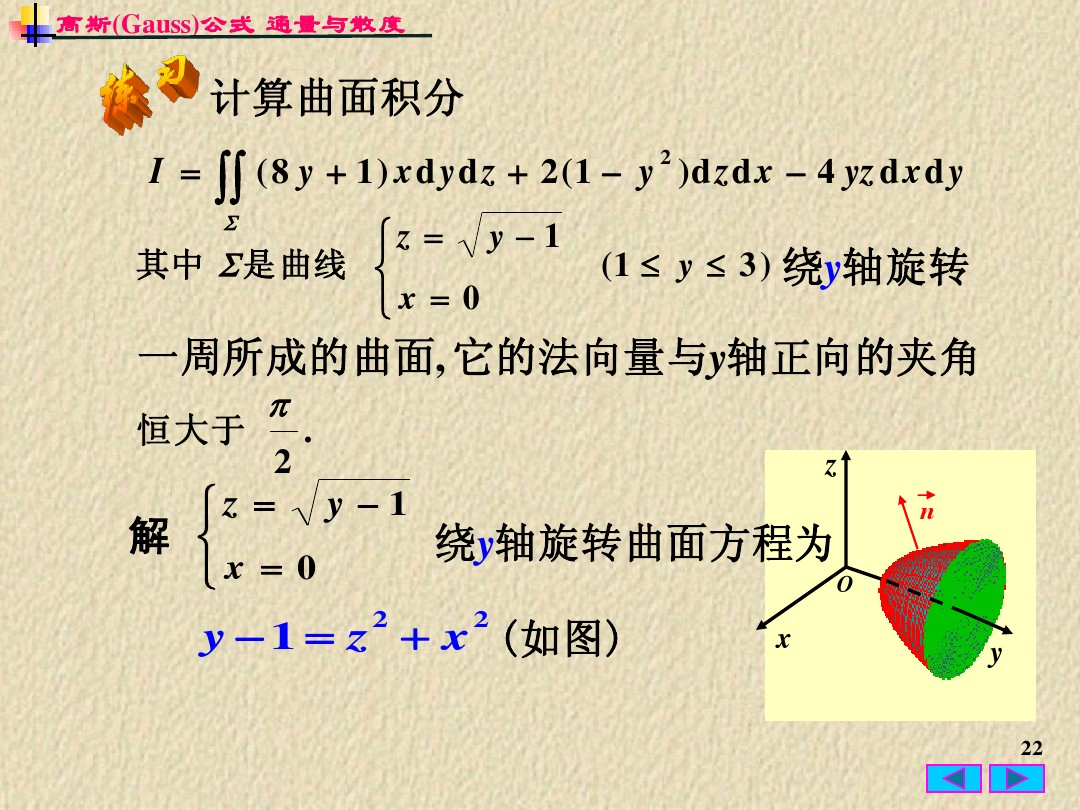 高斯(Gauss)公式 通量与散度
练习 计算曲面积分
I = ∬_Σ (8y + 1)xdydz + 2(1 − y²)dzdx − 4yzdxdy
其中 Σ是曲线 { z = √(y − 1), x = 0 (1 ≤ y ≤ 3) 绕y轴旋转
一周所成的曲面, 它的法向量与y轴正向的夹角
恒大于 π/2 .
解 { z = √(y − 1), x = 0 绕y轴旋转曲面方程为
y − 1 = z² + x² (如图)
z
n
O
x
y
22